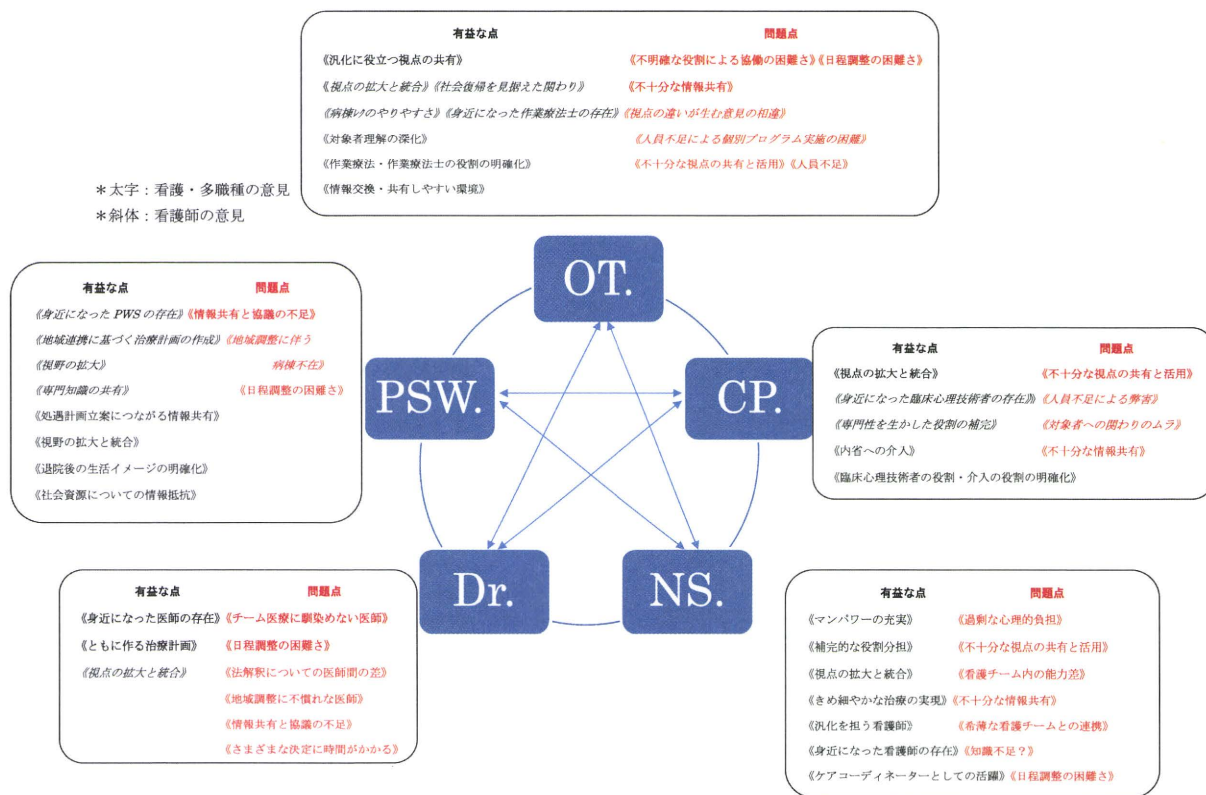 有益な点 問題点
《汎化に役立つ視点の共有》 《不明確な役割による協働の困難さ》《日程調整の困難さ》
《視点の拡大と統合》《社会復帰を見据えた関わり》 《不十分な情報共有》
《病棟けのやりやすさ》《身近になった作業療法士の存在》《視点の違いが生む意見の相違》
《対象者理解の深化》 《人員不足による個別プログラム実施の困難》
《作業療法・作業療法士の役割の明確化》 《不十分な視点の共有と活用》《人員不足》
《情報交換・共有しやすい環境》
＊太字：看護・多職種の意見
＊斜体：看護師の意見
OT.
有益な点 問題点
《身近になった PWS の存在》《情報共有と協議の不足》
《地域連携に基づく治療計画の作成》《地域調整に伴う
《視野の拡大》 病棟不在》
《専門知識の共有》 《日程調整の困難さ》
《処遇計画立案につながる情報共有》
《視野の拡大と統合》
《退院後の生活イメージの明確化》
《社会資源についての情報抵抗》
PSW.
CP.
有益な点 問題点
《視点の拡大と統合》 《不十分な視点の共有と活用》
《身近になった臨床心理技術者の存在》 《人員不足による弊害》
《専門性を生かした役割の補完》 《対象者への関わりのムラ》
《内省への介入》 《不十分な情報共有》
《臨床心理技術者の役割・介入の役割の明確化》
Dr.
NS.
有益な点 問題点
《身近になった医師の存在》《チーム医療に馴染めない医師》
《ともに作る治療計画》 《日程調整の困難さ》
《視点の拡大と統合》 《法解釈についての医師間の差》
《地域調整に不慣れな医師》
《情報共有と協議の不足》
《さまざまな決定に時間がかかる》
有益な点 問題点
《マンパワーの充実》 《過剰な心理的負担》
《補完的な役割分担》 《不十分な視点の共有と活用》
《視点の拡大と統合》 《看護チーム内の能力差》
《きめ細やかな治療の実現》《不十分な情報共有》
《汎化を担う看護師》 《希薄な看護チームとの連携》
《身近になった看護師の存在》《知識不足？》
《ケアコーディネーターとしての活躍》《日程調整の困難さ》